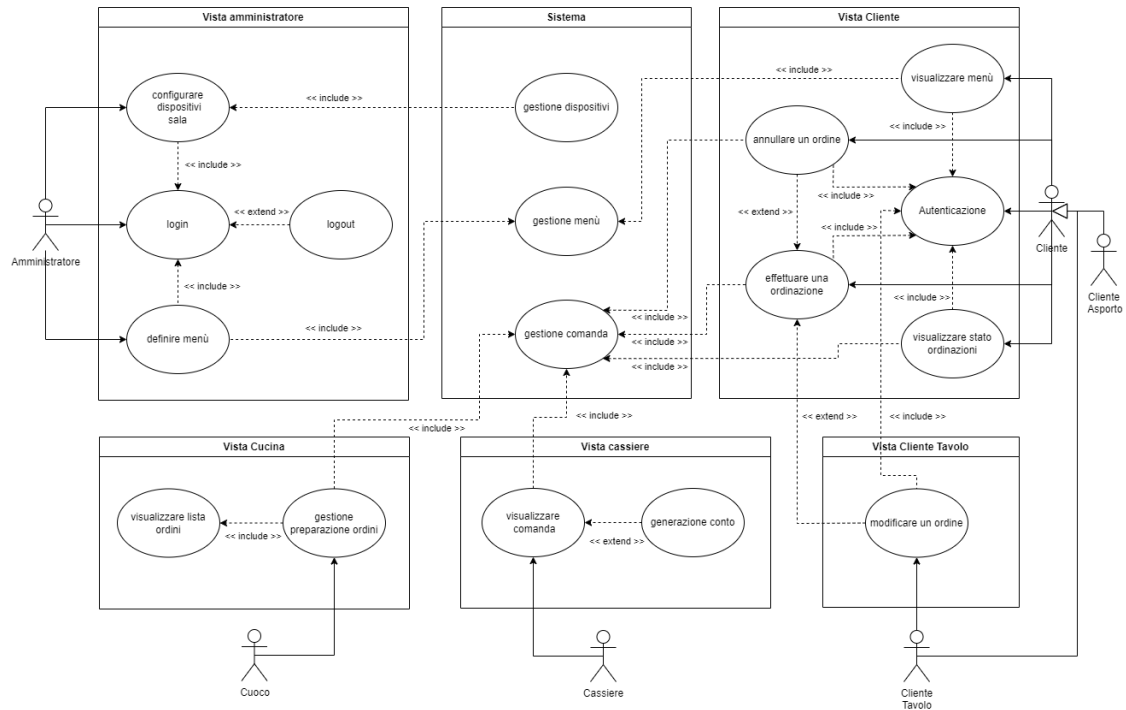 Vista amministratore
configurare
dispositivi
sala
<< include >>
<< include >>
login
<< extend >>
logout
<< include >>
definire menù
<< include >>
Amministratore
Sistema
gestione dispositivi
gestione menù
gestione comanda
Vista Cliente
<< include >>
visualizzare menù
<< include >>
annullare un ordine
<< include >>
<< extend >>
Autenticazione
<< include >>
effettuare una
ordinazione
<< include >>
<< include >>
<< include >>
<< include >>
visualizzare stato
ordinazioni
Cliente
Cliente
Asporto
Vista Cucina
<< include >>
visualizzare lista
ordini
<< include >>
gestione
preparazione ordini
Cuoco
Vista cassiere
<< include >>
visualizzare
comanda
<< extend >>
generazione conto
Cassiere
Vista Cliente Tavolo
<< extend >>
<< include >>
modificare un ordine
Cliente
Tavolo